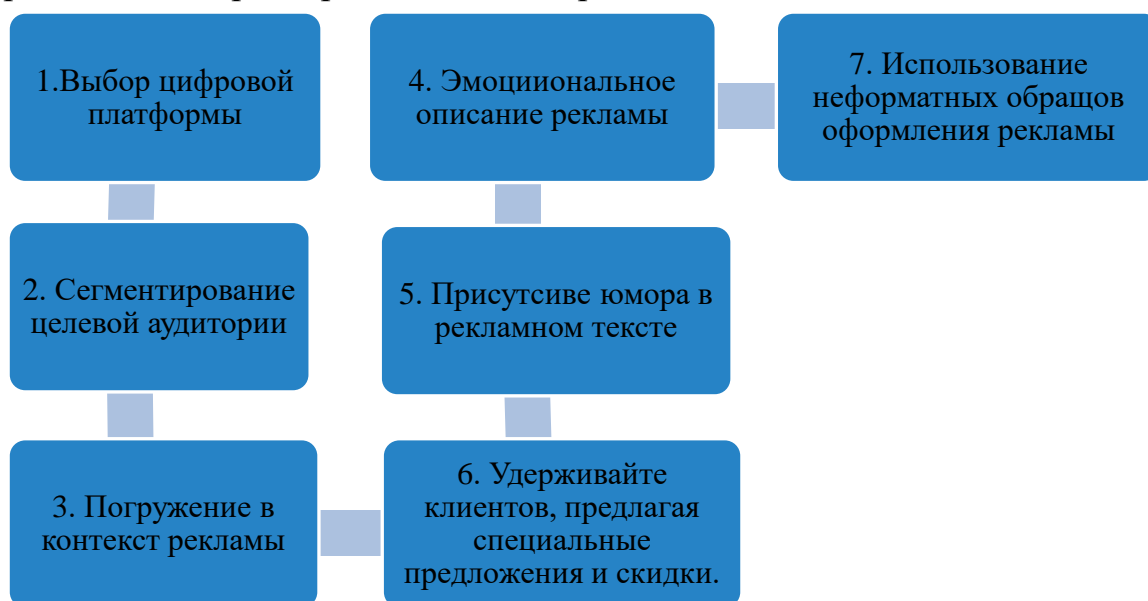 1.Выбор цифровой
платформы
2. Сегментирование
целевой аудитории
3. Погружение в
контекст рекламы
4. Эмоцииональное
описание рекламы
5. Присутсиве юмора в
рекламном тексте
6. Удерживайте
клиентов, предлагая
специальные
предложения и скидки.
7. Использование
неформатных обращов
оформления рекламы